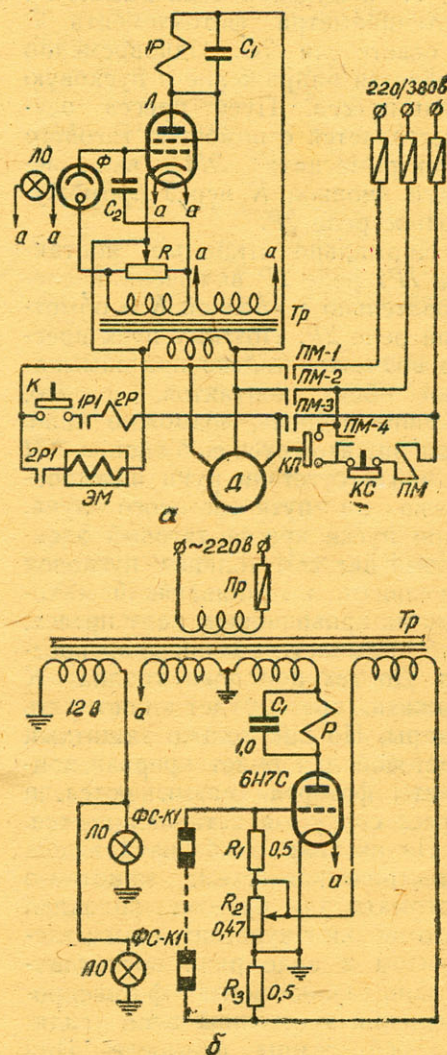 1Р
C₁
Л
220/380в
ЛО
Ф
C₂
а а
а а
R
а а
Тр
К
1Р1 2Р
ПМ-1
ПМ-2
ПМ-3
ПМ-4
2Р1
ЭМ
Д
КП
КС
ПМ
а
~220в
Пр
Тр
12 в
а
C₁
1,0
Р
6Н7С
ФС-К1
ЛО
R₁ 0,5
а
R₂
0,47
ФС-К1
ЛО
R₃ 0,5
б